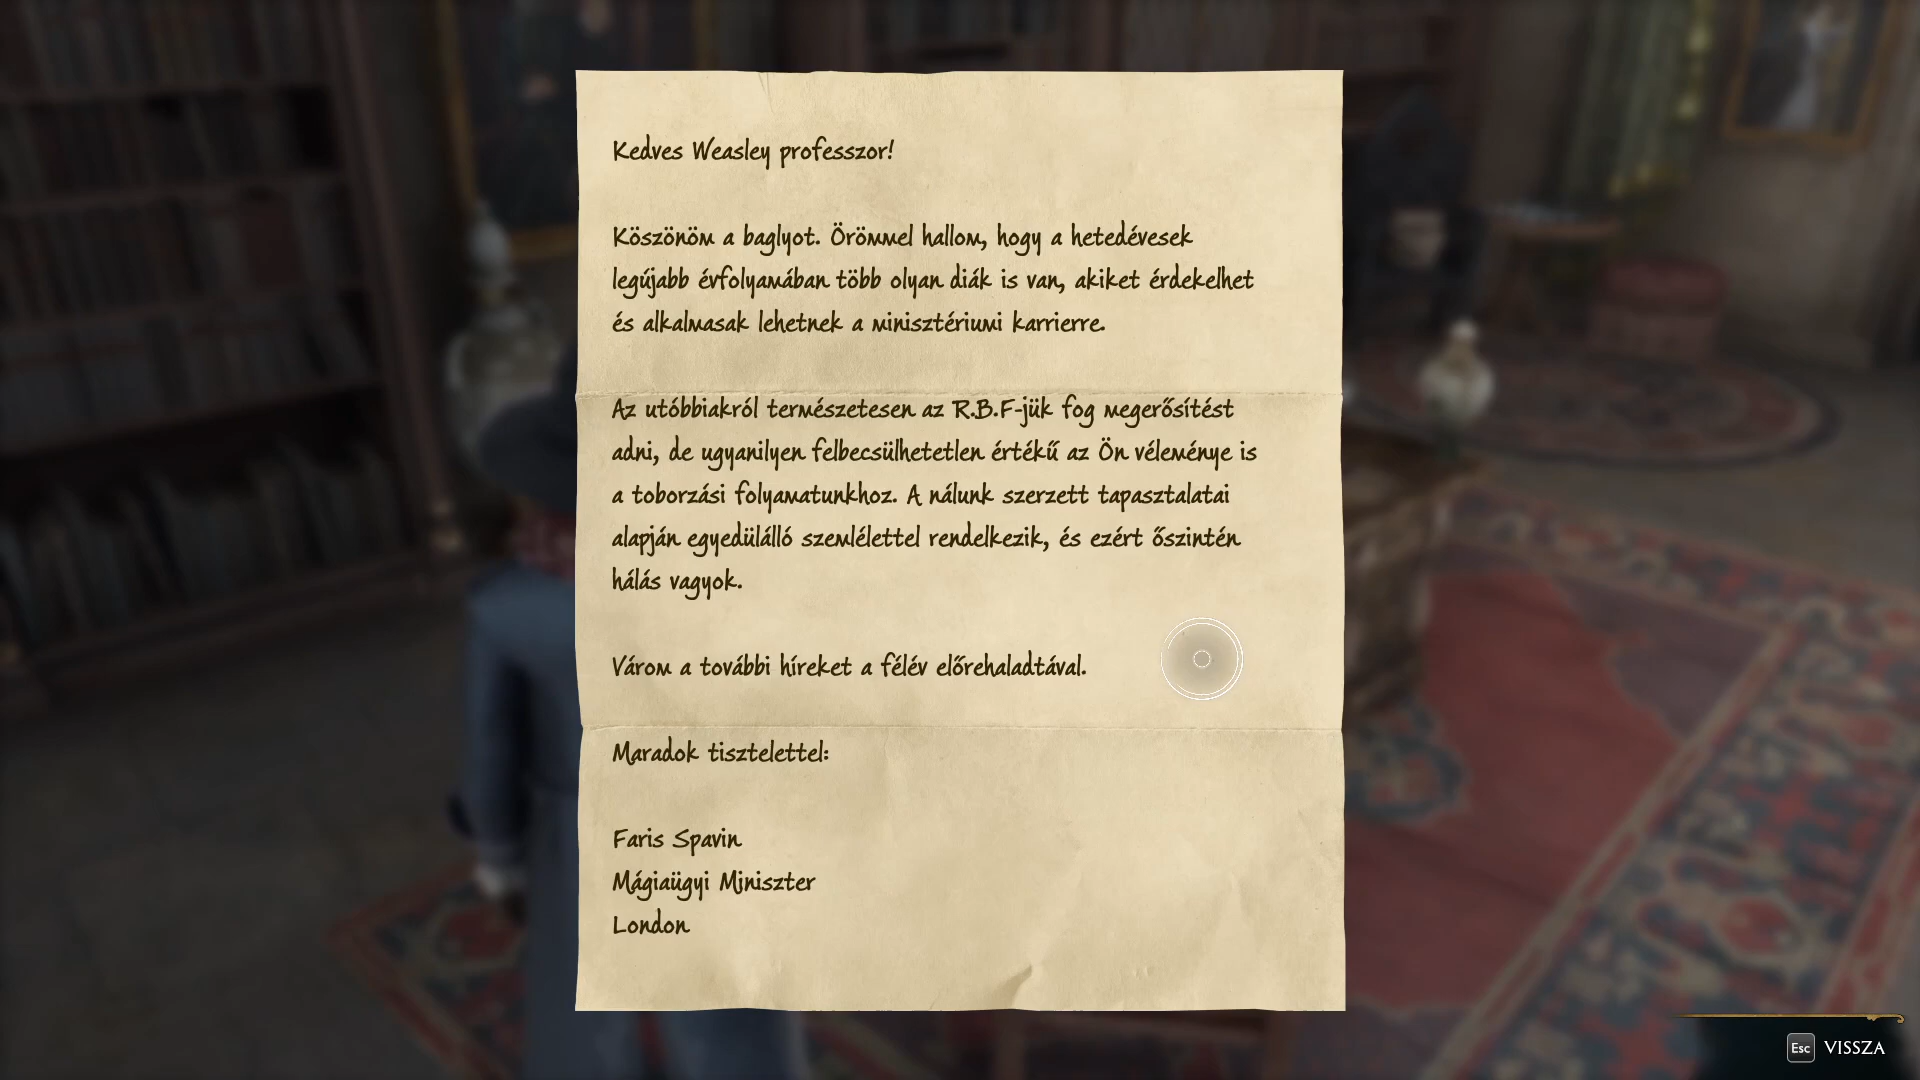 Kedves Weasley professzor!
Köszönöm a baglyot. Örömmel hallom, hogy a hetedévesek
legújabb évfolyamában több olyan diák is van, akiket érdekelhet
és alkalmasak lehetnek a minisztériumi karrierre.
Az utóbbiakról természetesen az R.B.F-jük fog megerősítést
adni, de ugyanilyen felbecsülhetetlen értékű az Ön véleménye is
a toborzási folyamatunkhoz. A nálunk szerzett tapasztalatai
alapján egyedülálló szemlélettel rendelkezik, és ezért őszintén
hálás vagyok.
Várom a további híreket a félév előrehaladtával.
Maradok tisztelettel:
Faris Spavin
Mágiaügyi Miniszter
London
Esc VISSZA